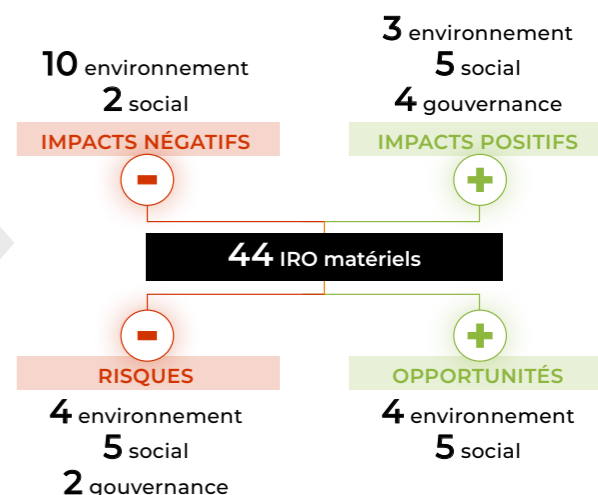 10 environnement
2 social
IMPACTS NÉGATIFS
3 environnement
5 social
4 gouvernance
IMPACTS POSITIFS
44 IRO matériels
RISQUES
4 environnement
5 social
2 gouvernance
OPPORTUNITÉS
4 environnement
5 social